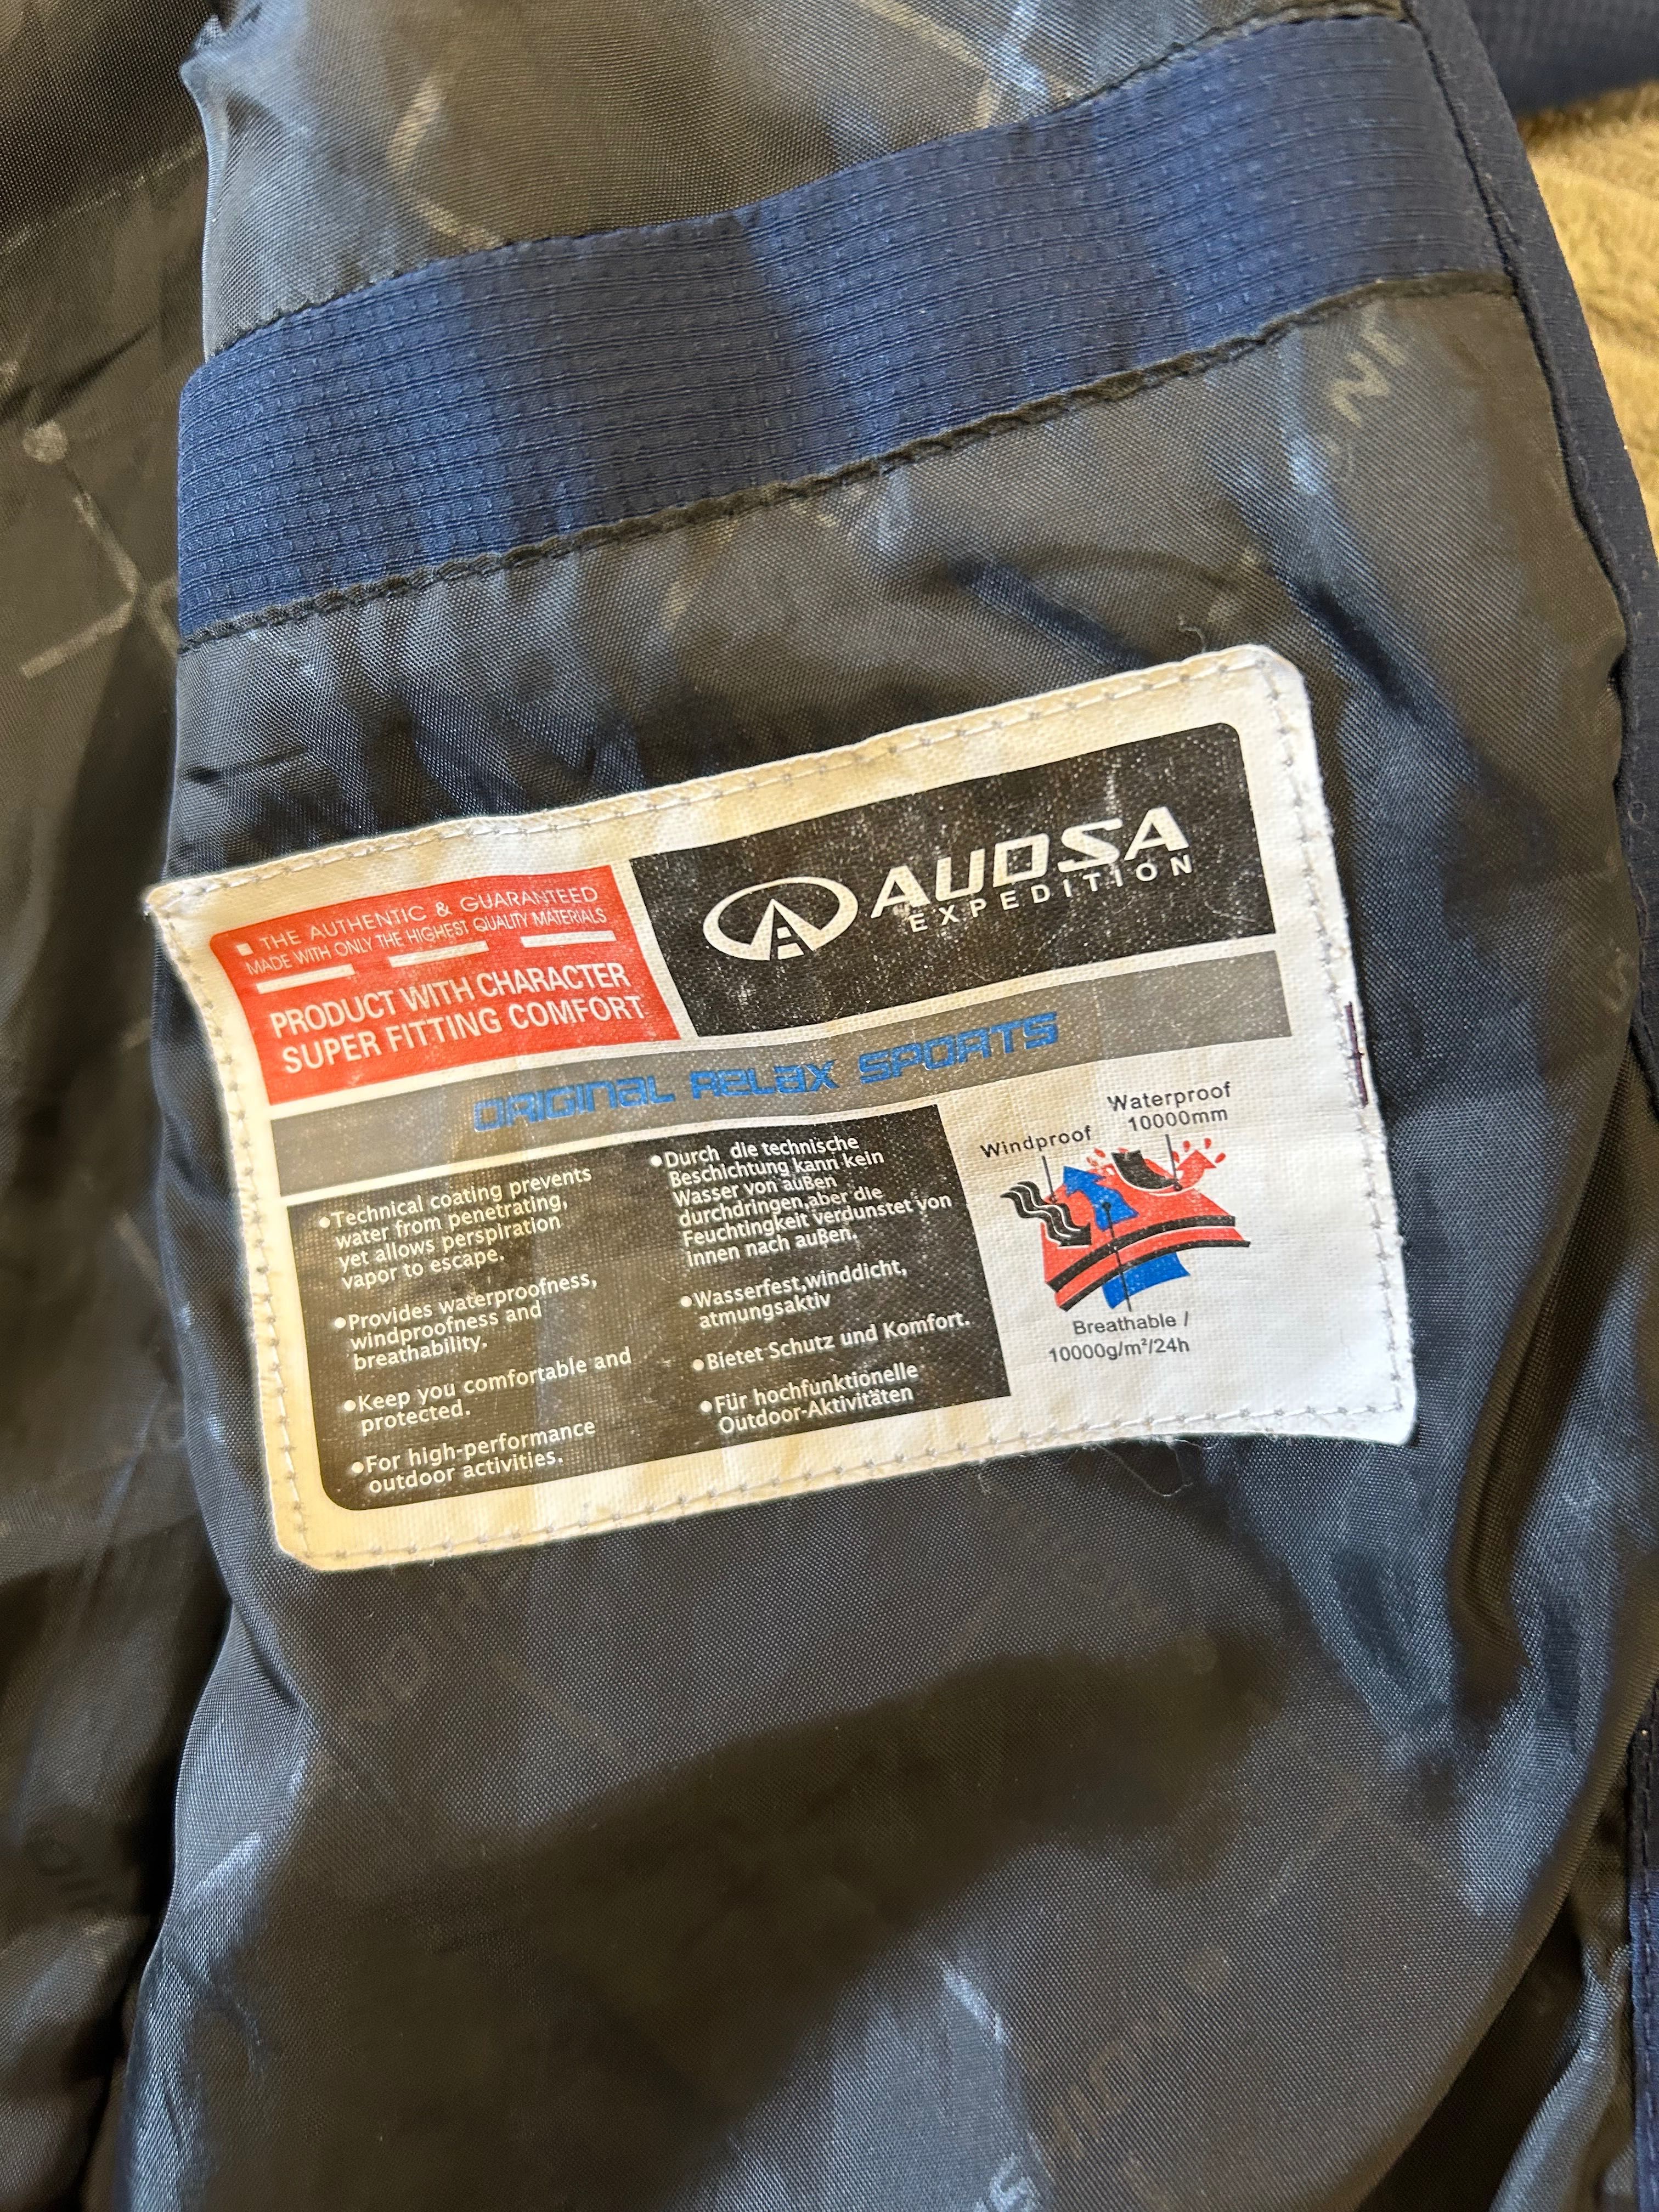 THE AUTHENTIC & GUARANTEED
MADE WITH ONLY THE HIGHEST QUALITY MATERIALS
PRODUCT WITH CHARACTER
SUPER FITTING COMFORT
AUDSA
EXPEDITION
ORIGINAL RELAX SPORTS
•Technical coating prevents
water from penetrating,
yet allows perspiration
vapor to escape.
•Provides waterproofness,
windproofness and
breathability.
•Keep you comfortable and
protected.
•For high-performance
outdoor activities.
•Durch die technische
Beschichtung kann kein
Wasser von außen
durchdringen,aber die
Feuchtingkeit verdunstet von
innen nach außen.
•Wasserfest,winddicht,
atmungsaktiv
•Bietet Schutz und Komfort.
•Für hochfunktionelle
Outdoor-Aktivitäten
Windproof
Waterproof
10000mm
Breathable /
10000g/m²/24h